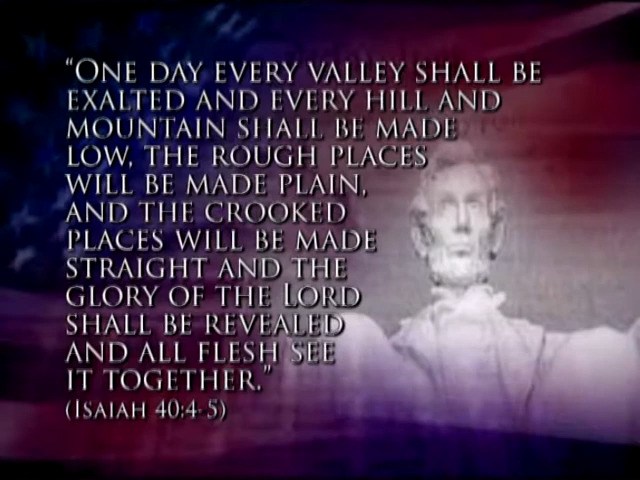 “One day every valley shall be
exalted and every hill and
mountain shall be made
low, the rough places
will be made plain,
and the crooked
places will be made
straight and the
glory of the Lord
shall be revealed
and all flesh see
it together.”
(Isaiah 40:4-5)